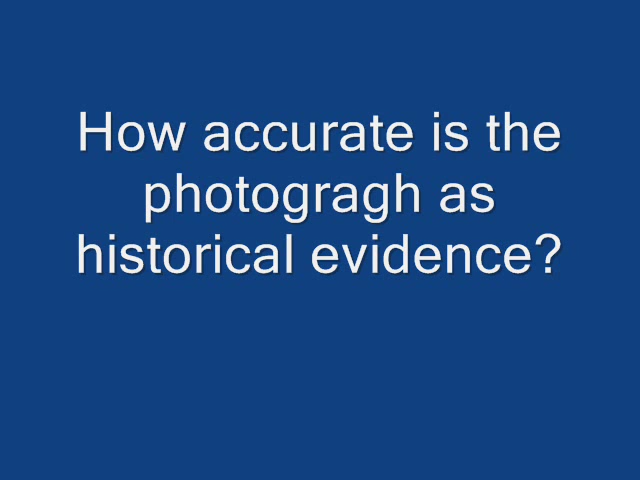 How accurate is the
photogragh as
historical evidence?